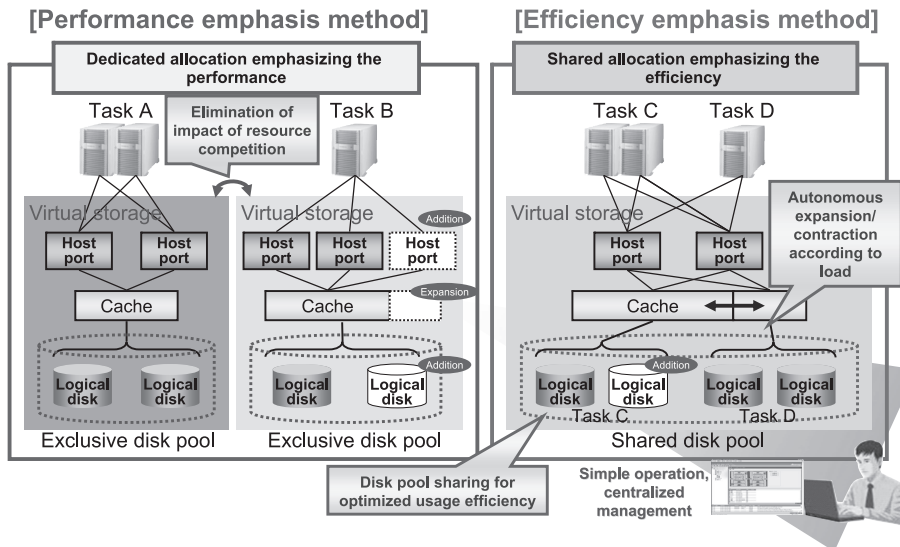 [Performance emphasis method]
Dedicated allocation emphasizing the
performance
Task A
Elimination of
impact of resource
competition
Task B
Virtual storage
Host
port
Host
port
Cache
Logical
disk
Logical
disk
Exclusive disk pool
Virtual storage
Addition
Host
port
Host
port
Host
port
Expansion
Cache
Addition
Logical
disk
Logical
disk
Exclusive disk pool
[Efficiency emphasis method]
Shared allocation emphasizing the
efficiency
Task C
Task D
Virtual storage
Autonomous
expansion/
contraction
according to
load
Host
port
Host
port
Cache
Addition
Logical
disk
Logical
disk
Logical
disk
Logical
disk
Task C
Task D
Shared disk pool
Disk pool sharing for
optimized usage efficiency
Simple operation,
centralized
management